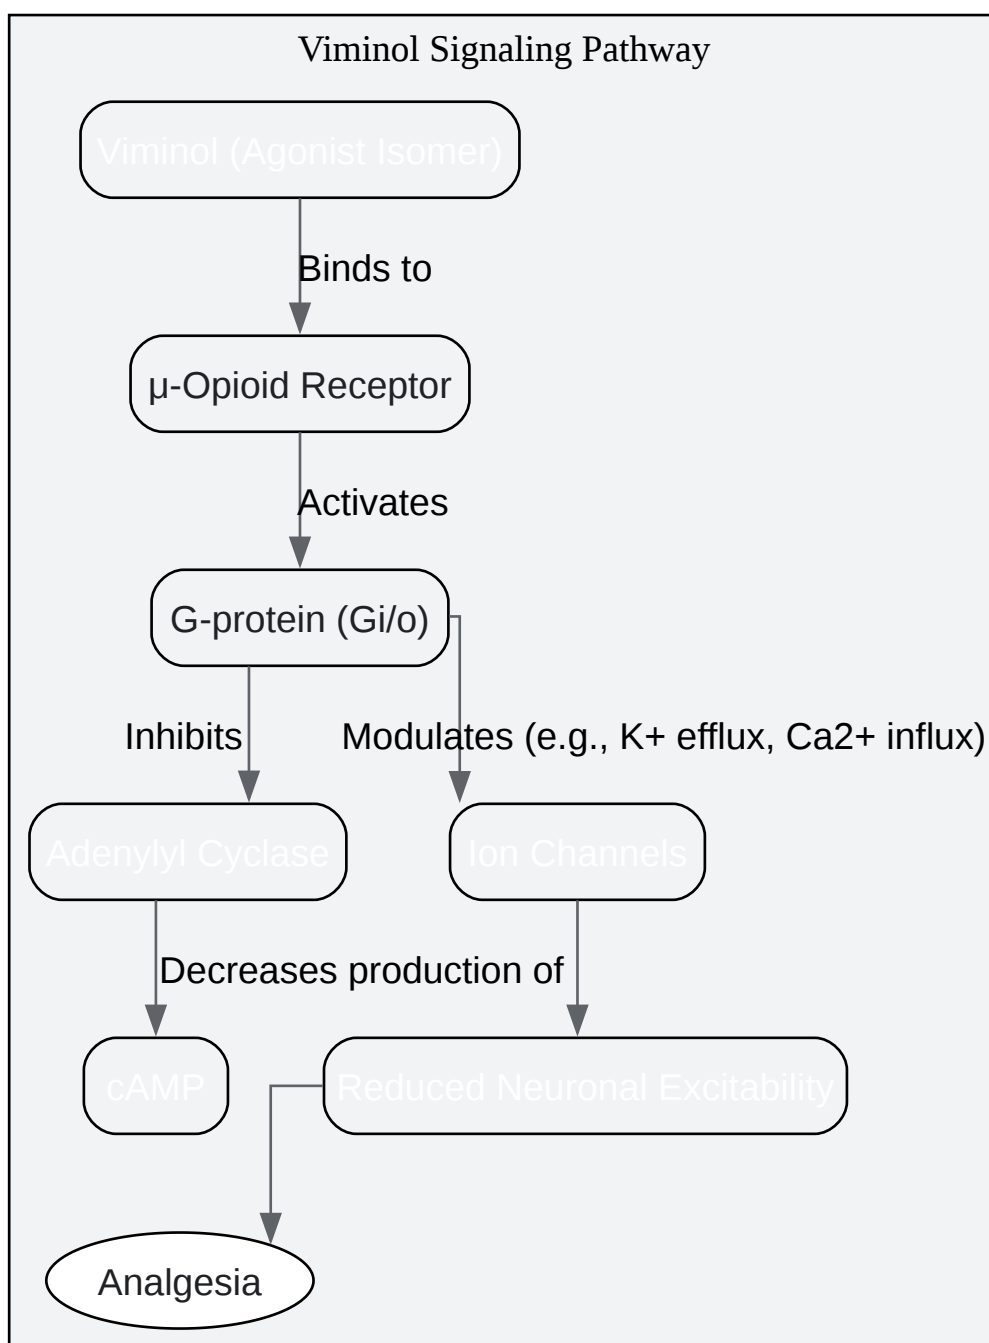 Viminol Signaling Pathway
Viminol (Agonist Isomer)
Binds to
μ-Opioid Receptor
Activates
G-protein (Gi/o)
Inhibits
Modulates (e.g., K+ efflux, Ca2+ influx)
Adenylyl Cyclase
Ion Channels
Decreases production of
cAMP
Reduced Neuronal Excitability
Analgesia